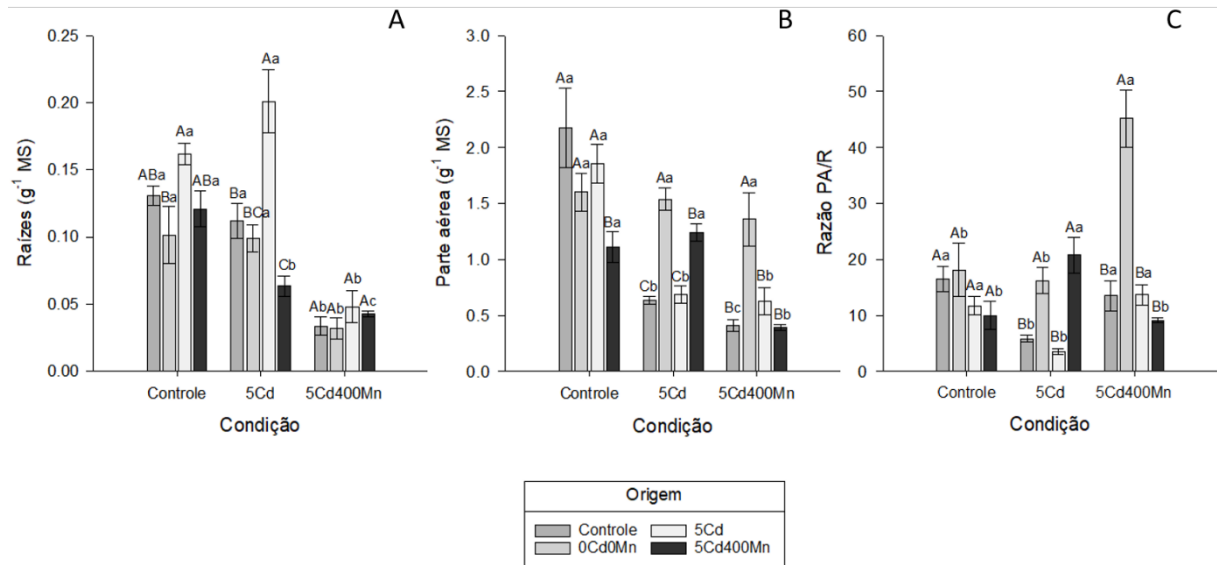 A
Raízes (g⁻¹ MS)
0.25
0.20
0.15
0.10
0.05
0.00
ABa
Ba
Aa
ABa
Ba
BCa
Aa
Cb
Ab
Ab
Ab
Ac
Controle
5Cd
5Cd400Mn
Condição
B
Parte aérea (g⁻¹ MS)
3.0
2.5
2.0
1.5
1.0
0.5
0.0
Aa
Aa
Aa
Ba
Cb
Aa
Cb
Ba
Bc
Aa
Bb
Bb
Controle
5Cd
5Cd400Mn
Condição
C
Razão PA/R
60
50
40
30
20
10
0
Aa
Ab
Aa
Ab
Bb
Ab
Bb
Aa
Ba
Aa
Ba
Bb
Controle
5Cd
5Cd400Mn
Condição
Origem
Controle 5Cd
0Cd0Mn 5Cd400Mn